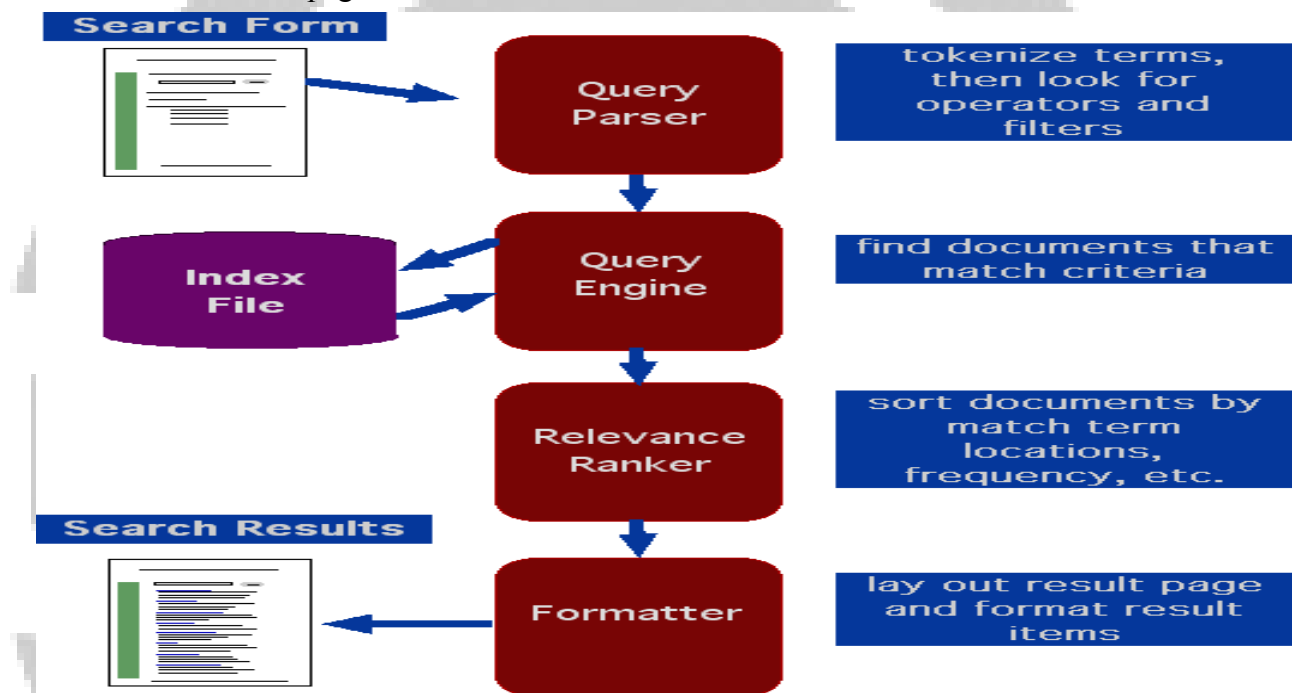 Search Form
Query
Parser
tokenize terms,
then look for
operators and
filters
Index
File
Query
Engine
find documents that
match criteria
Relevance
Ranker
sort documents by
match term
locations,
frequency, etc.
Search Results
Formatter
lay out result page
and format result
items